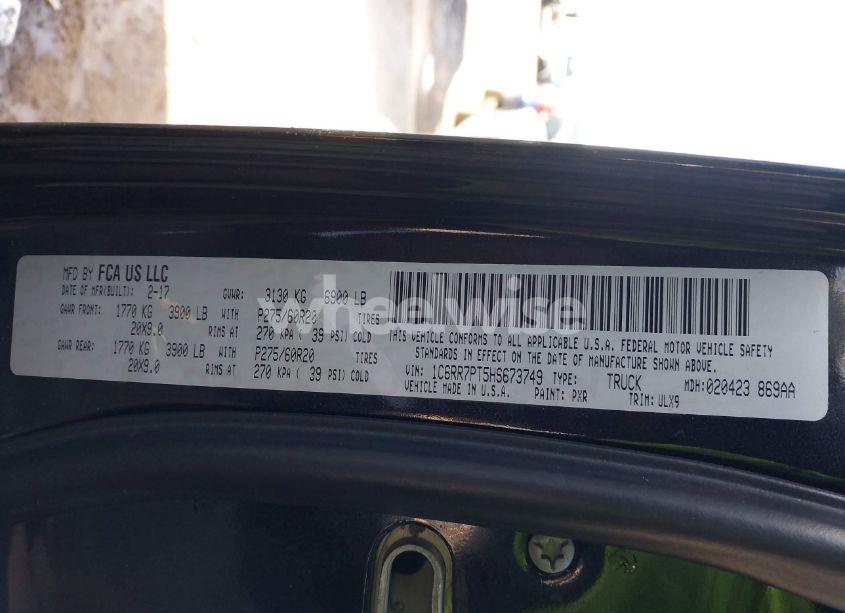 MFD BY FCA US LLC
DATE OF MFR(BUILT): 2-17 GVWR: 3130 KG 6900 LB
GAWR FRONT: 1770 KG 3900 LB WITH P275/60R20 TIRES
20X9.0 RIMS AT 270 KPA ( 39 PSI) COLD
GAWR REAR: 1770 KG 3900 LB WITH P275/60R20 TIRES
20X9.0 RIMS AT 270 KPA ( 39 PSI) COLD
THIS VEHICLE CONFORMS TO ALL APPLICABLE U.S.A. FEDERAL MOTOR VEHICLE SAFETY
STANDARDS IN EFFECT ON THE DATE OF MANUFACTURE SHOWN ABOVE.
VIN: 1C6RR7PT5HS673749 TYPE: TRUCK MDH:020423 869AA
VEHICLE MADE IN U.S.A. PAINT: PXR TRIM: ULX9
wheelwise